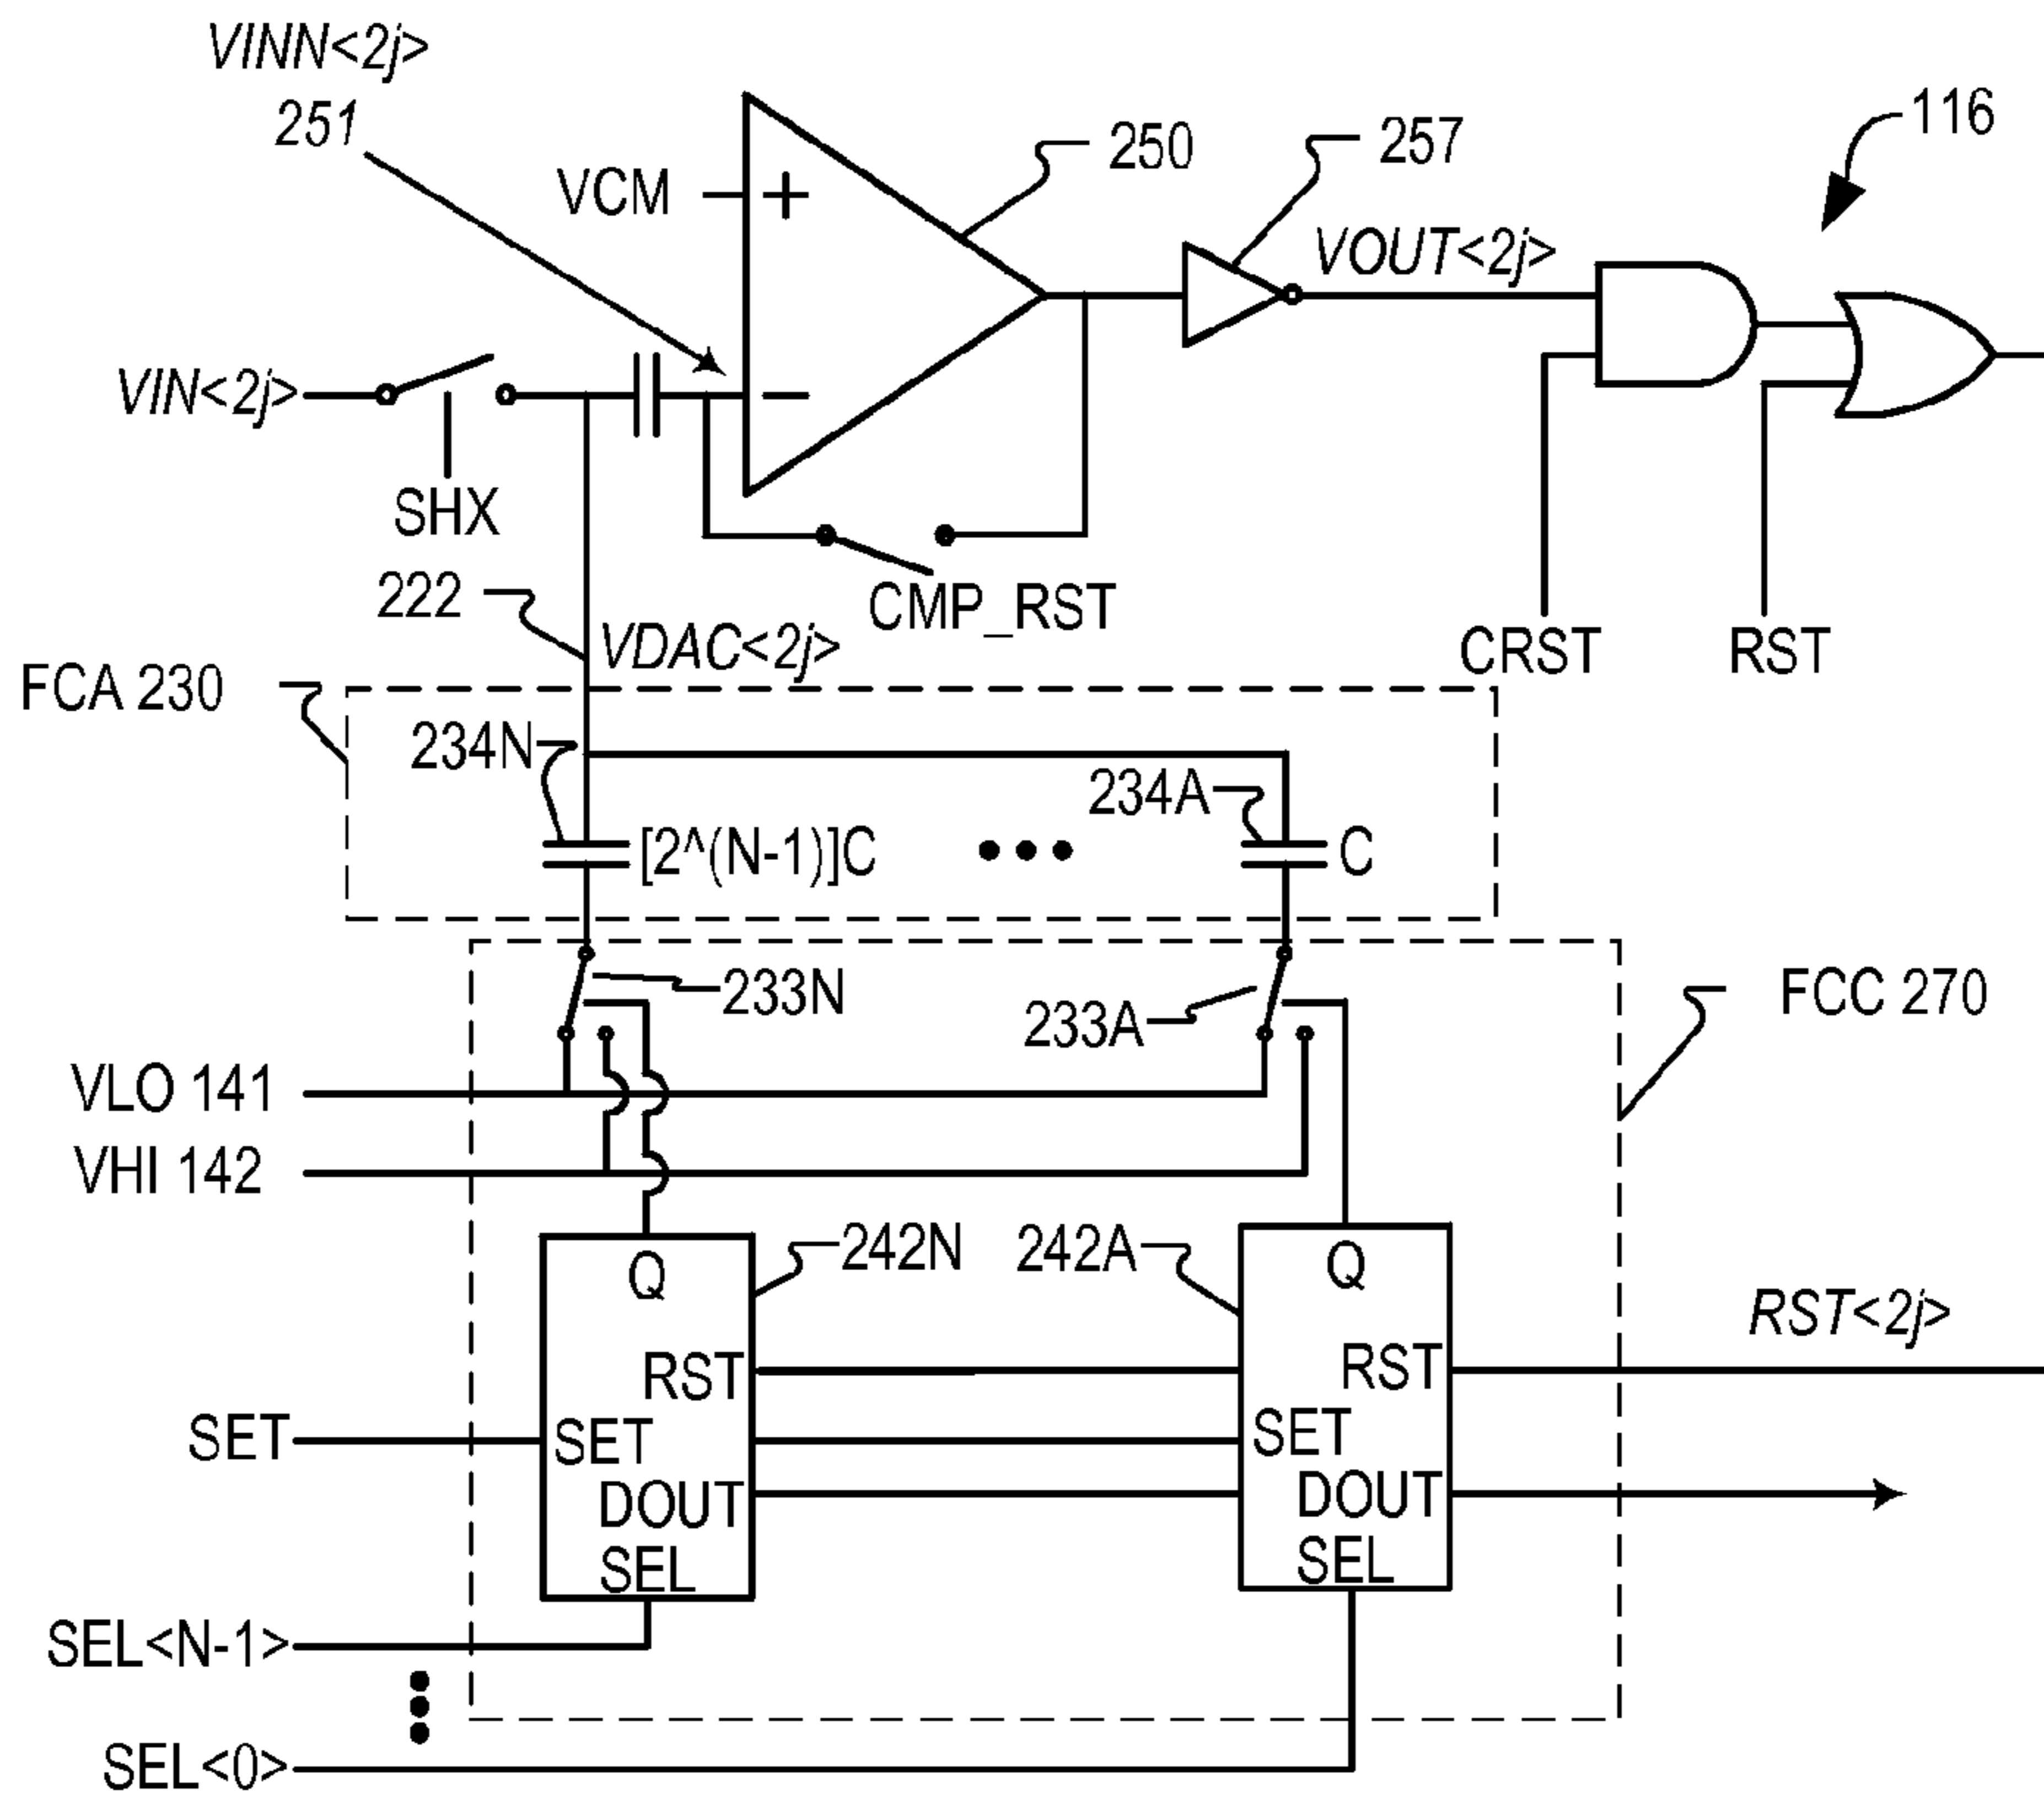 VINN<2j>
251
VCM
+
250
257
VOUT<2j>
116
VIN<2j>
SHX
−
222
VDAC<2j>
CMP_RST
CRST
RST
FCA 230
234N
[2^(N-1)]C
234A
C
233N
233A
FCC 270
VLO 141
VHI 142
242N
242A
Q
RST
SET
DOUT
SEL
Q
RST
SET
DOUT
SEL
RST<2j>
SET
SEL<N-1>
SEL<0>